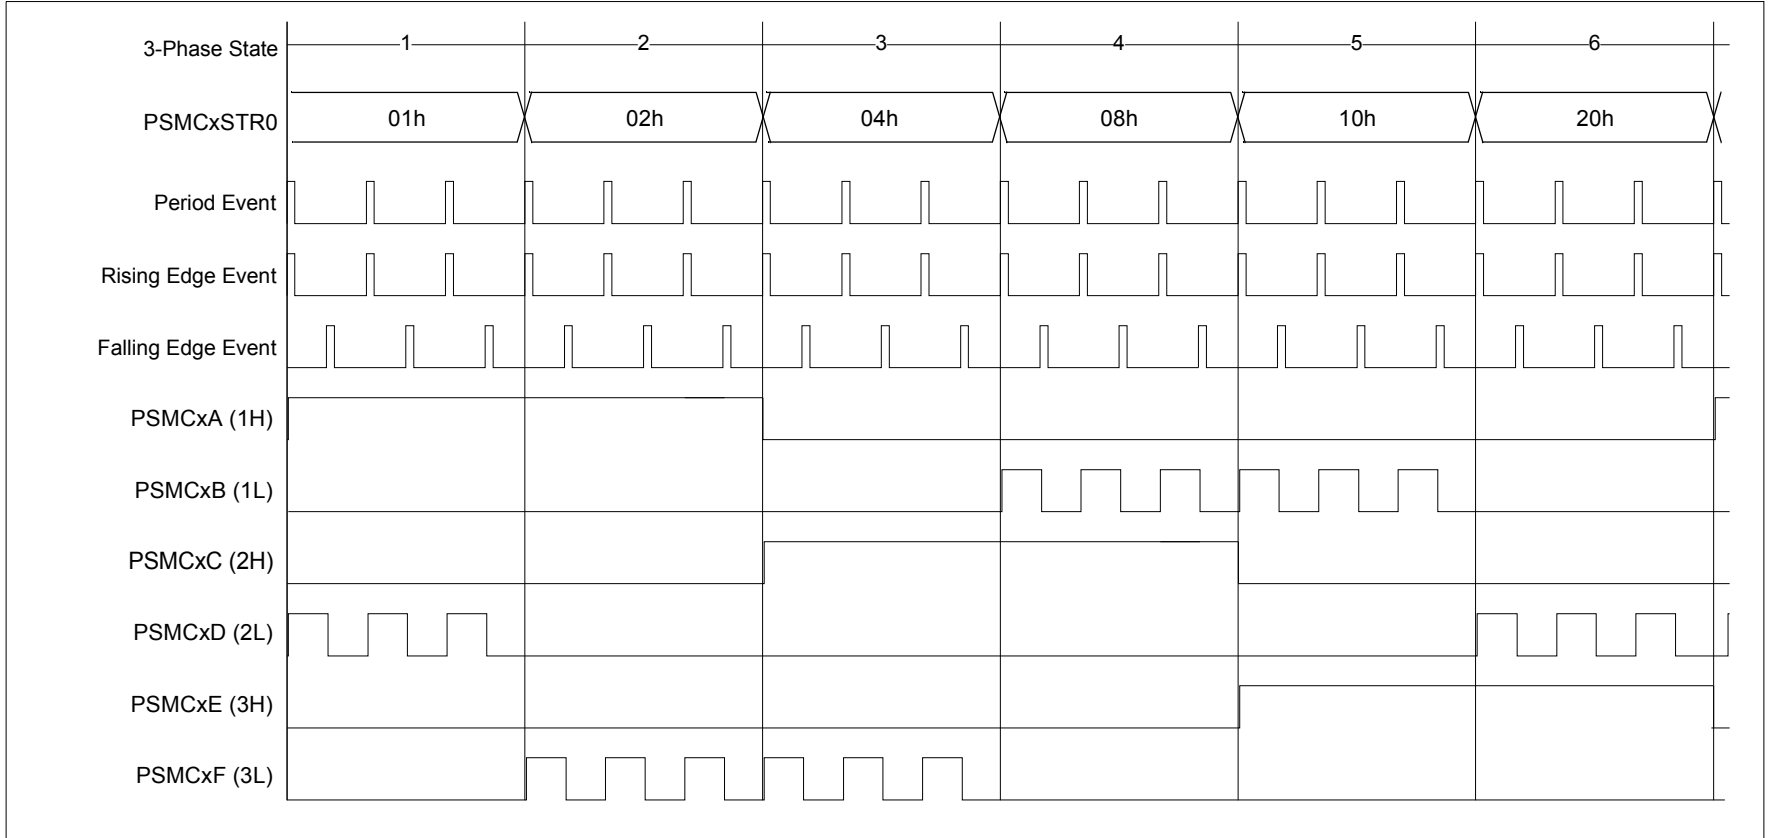 3-Phase State 1 2 3 4 5 6
PSMCxSTR0 01h 02h 04h 08h 10h 20h
Period Event
Rising Edge Event
Falling Edge Event
PSMCxA (1H)
PSMCxB (1L)
PSMCxC (2H)
PSMCxD (2L)
PSMCxE (3H)
PSMCxF (3L)